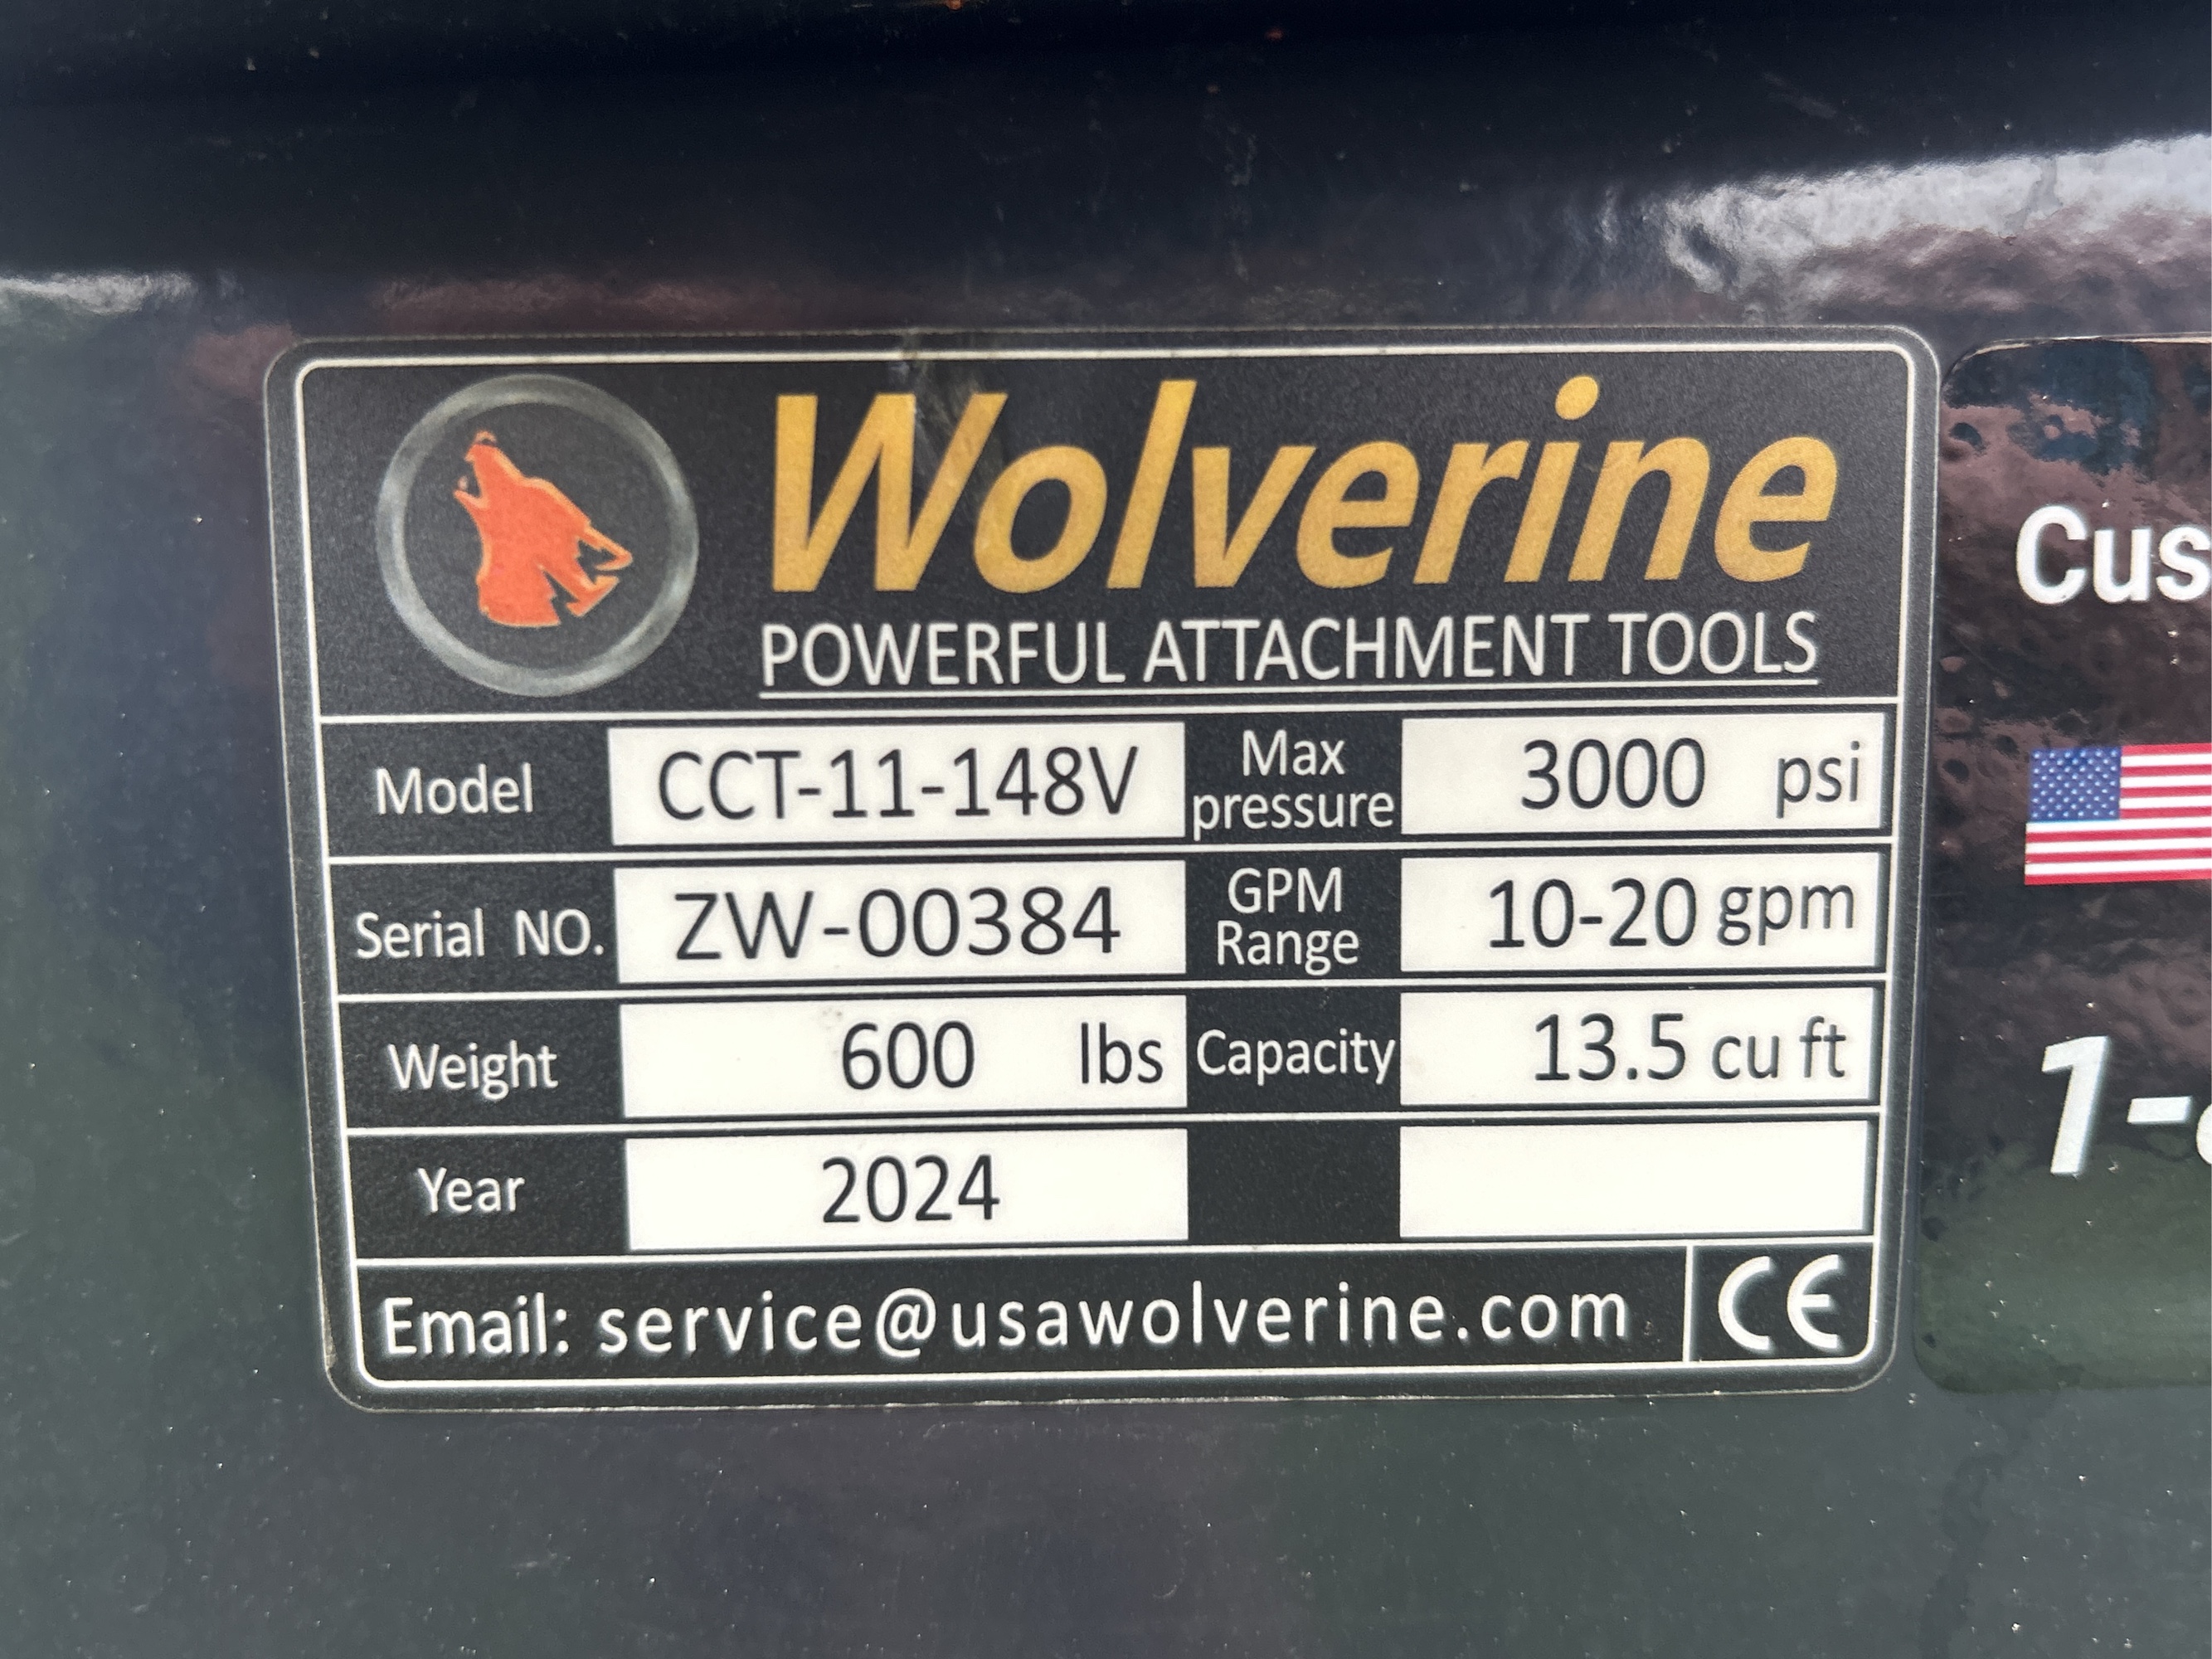 Wolverine
POWERFUL ATTACHMENT TOOLS
Model CCT-11-148V Max pressure 3000 psi
Serial NO. ZW-00384 GPM Range 10-20 gpm
Weight 600 lbs Capacity 13.5 cu ft
Year 2024
Email: service@usawolverine.com CE
Cus
1-